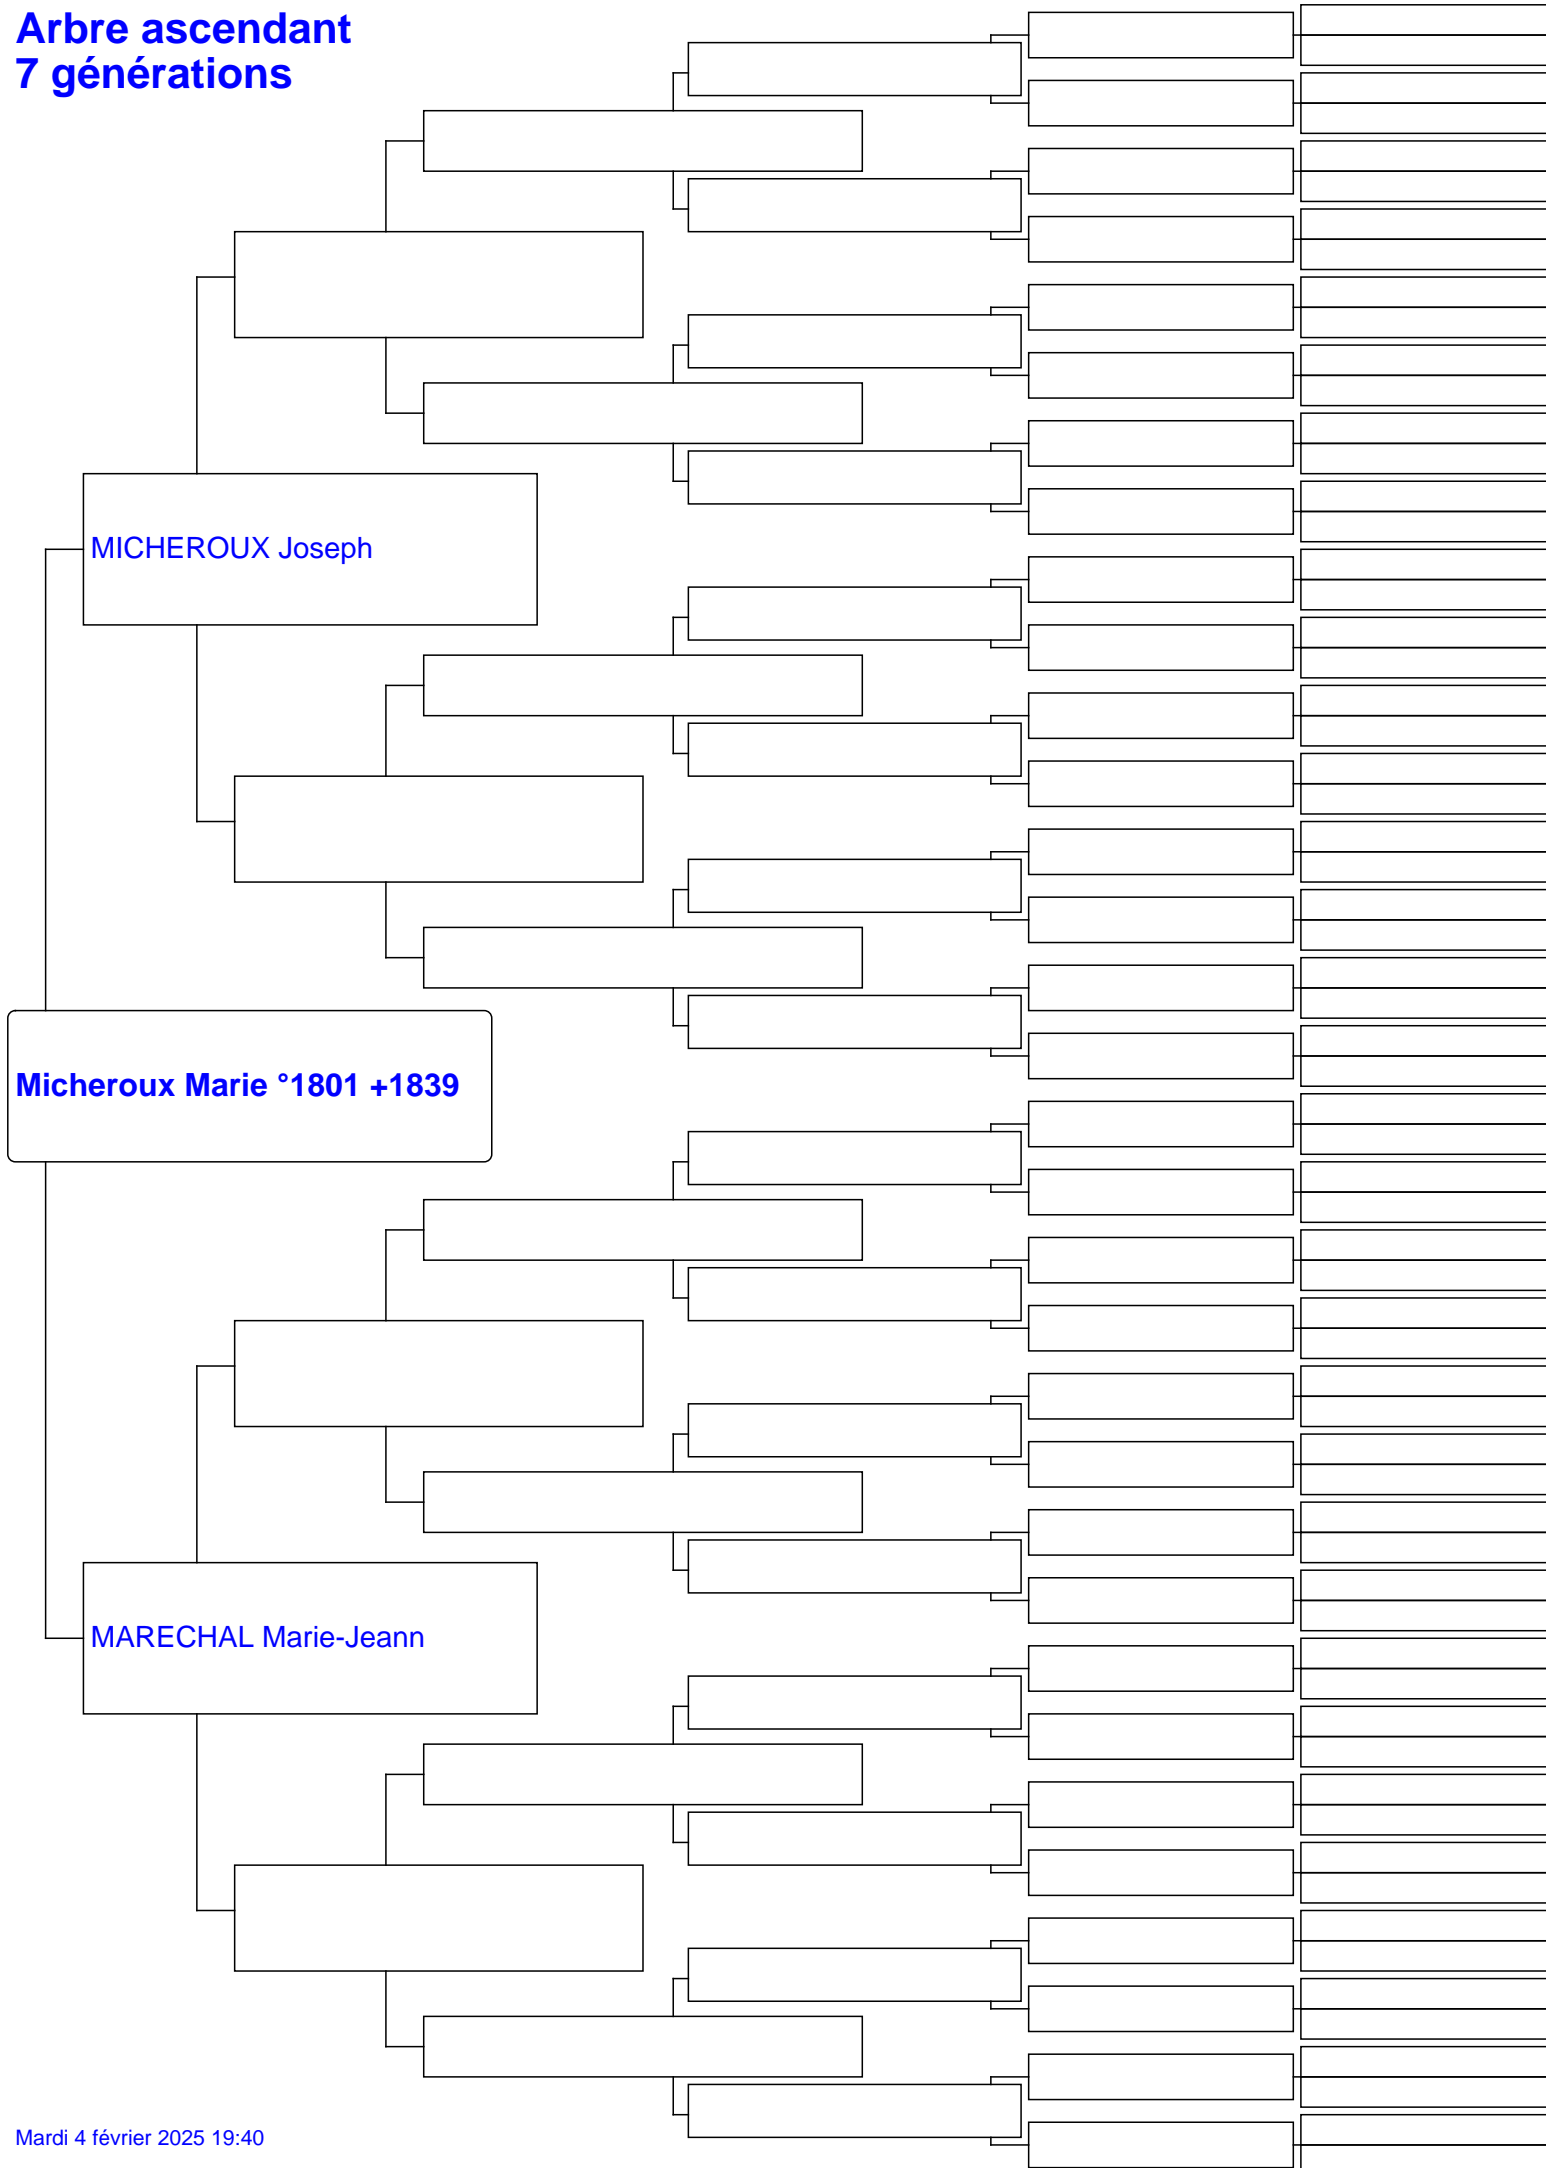 Arbre ascendant
7 générations
MICHEROUX Joseph
Micheroux Marie °1801 +1839
MARECHAL Marie-Jeann
Mardi 4 février 2025 19:40